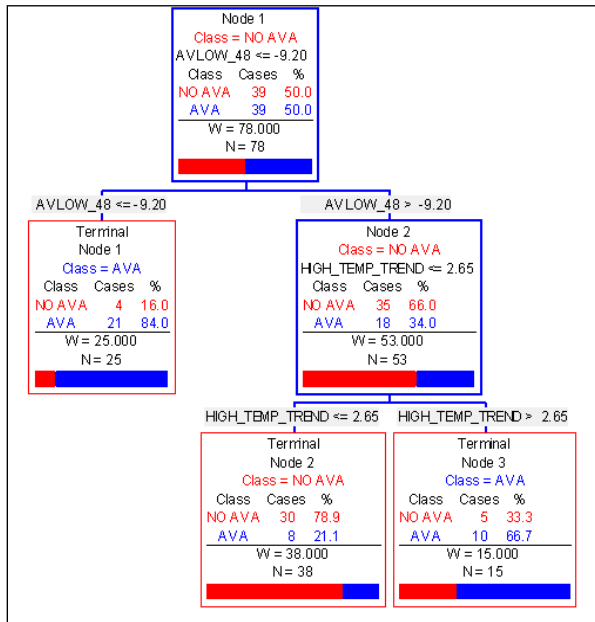 Node 1
Class = NO AVA
AVLOW_48 <= -9.20
Class Cases %
NO AVA 39 50.0
AVA 39 50.0
W = 78.000
N = 78
AVLOW_48 <= -9.20
AVLOW_48 > -9.20
Terminal
Node 1
Class = AVA
Class Cases %
NO AVA 4 16.0
AVA 21 84.0
W = 25.000
N = 25
Node 2
Class = NO AVA
HIGH_TEMP_TREND <= 2.65
Class Cases %
NO AVA 35 66.0
AVA 18 34.0
W = 53.000
N = 53
HIGH_TEMP_TREND <= 2.65
HIGH_TEMP_TREND > 2.65
Terminal
Node 2
Class = NO AVA
Class Cases %
NO AVA 30 78.9
AVA 8 21.1
W = 38.000
N = 38
Terminal
Node 3
Class = AVA
Class Cases %
NO AVA 5 33.3
AVA 10 66.7
W = 15.000
N = 15